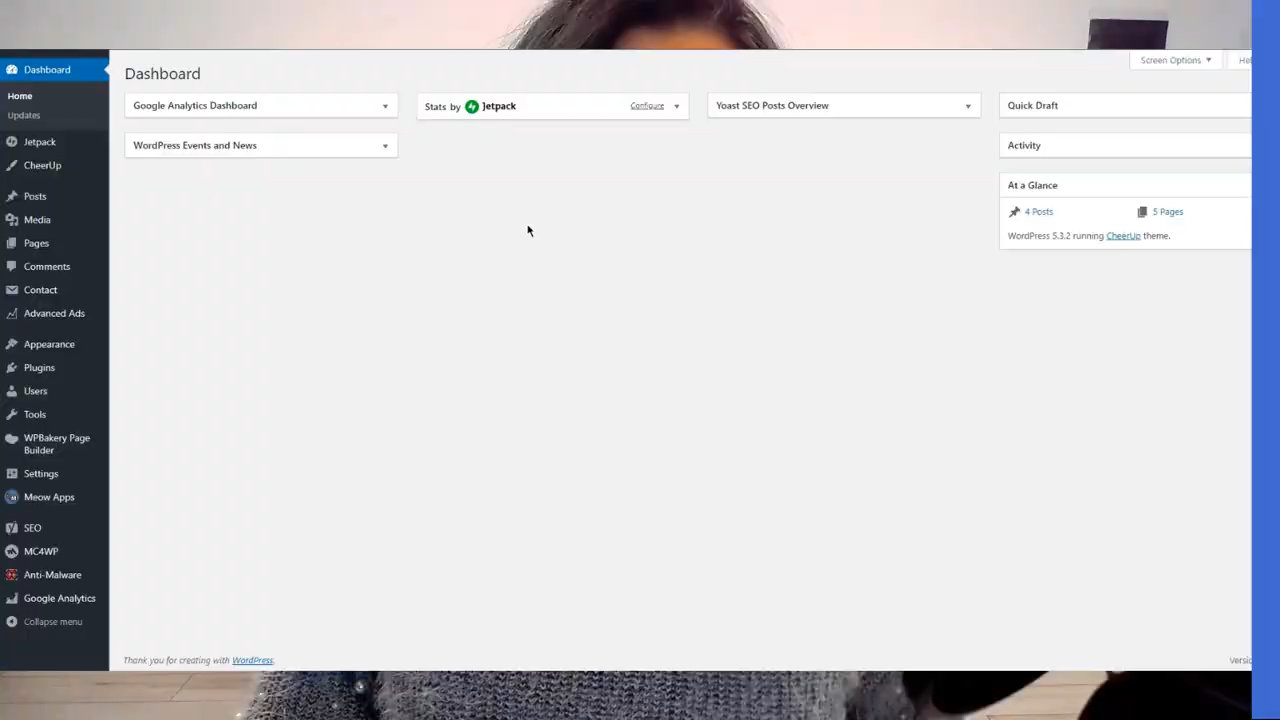 Screen Options
Dashboard
Dashboard
Home
Updates
Jetpack
CheerUp
Posts
Media
Pages
Comments
Contact
Advanced Ads
Appearance
Plugins
Users
Tools
WPBakery Page
Builder
Settings
Meow Apps
SEO
MC4WP
Anti-Malware
Google Analytics
Collapse menu
Google Analytics Dashboard
Stats by Jetpack Configure
Yoast SEO Posts Overview
Quick Draft
WordPress Events and News
Activity
At a Glance
4 Posts 5 Pages
WordPress 5.3.2 running CheerUp theme.
Thank you for creating with WordPress.